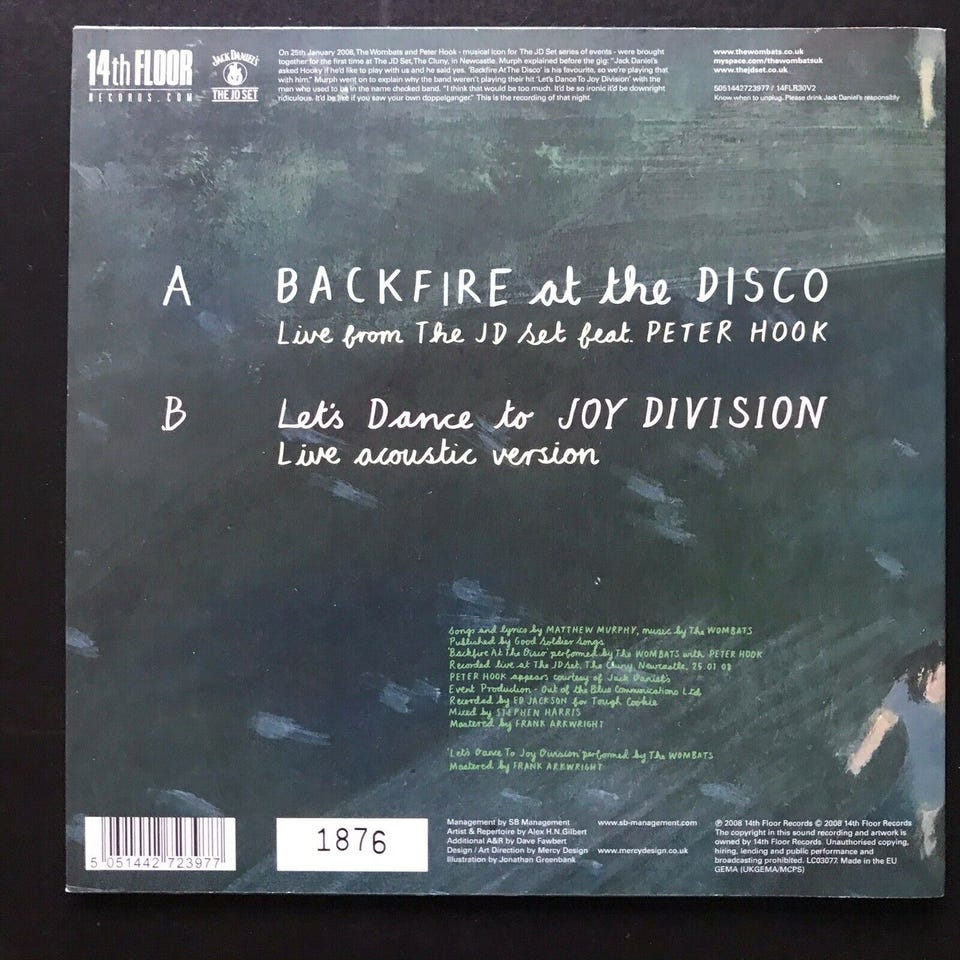 14th FLOOR
RECORDS.COM
JACK DANIEL'S
THE JD SET
On 25th January 2008, The Wombats and Peter Hook - musical icon for The JD Set series of events - were brought
together for the first time at The JD Set, The Cluny, in Newcastle. Murph explained before the gig: "Jack Daniel's
asked Hooky if he'd like to play with us and he said yes. 'Backfire At The Disco' is his favourite, so we're playing that
with him." Murph went on to explain why the band weren't playing their hit 'Let's Dance To Joy Division' with the
man who used to be in the name checked band. "I think that would be too much. It'd be so ironic it'd be downright
ridiculous. It'd be like if you saw your own doppelganger." This is the recording of that night.
www.thewombats.co.uk
myspace.com/thewombatsuk
www.thejdset.co.uk
5051442723977 / 14FLR30V2
Know when to unplug. Please drink Jack Daniel's responsibly
A BACKFIRE at the DISCO
Live from The JD Set feat. PETER HOOK
B Let's Dance to JOY DIVISION
Live acoustic version
Songs and lyrics by MATTHEW MURPHY, music by The WOMBATS
Published by Good Soldier Songs
'Backfire At The Disco' performed by The WOMBATS with PETER HOOK
Recorded live at The JD Set, The Cluny, Newcastle, 25.01.08
PETER HOOK appears courtesy of Jack Daniel's
Event Production - Out of the Blue Communications Ltd
Recorded by ED JACKSON for Tough Cookie
Mixed by STEPHEN HARRIS
Mastered by FRANK ARKWRIGHT
'Let's Dance To Joy Division' performed by The WOMBATS
Mastered by FRANK ARKWRIGHT
5 051442 723977
1876
Management by SB Management www.sb-management.com
Artist & Repertoire by Alex H.N.Gilbert
Additional A&R by Dave Fawbert
Design / Art Direction by Mercy Design www.mercydesign.co.uk
Illustration by Jonathan Greenbank
℗ 2008 14th Floor Records © 2008 14th Floor Records
The copyright in this sound recording and artwork is
owned by 14th Floor Records. Unauthorised copying,
hiring, lending and public performance and
broadcasting prohibited. LC03077. Made in the EU
GEMA (UKGEMA/MCPS)